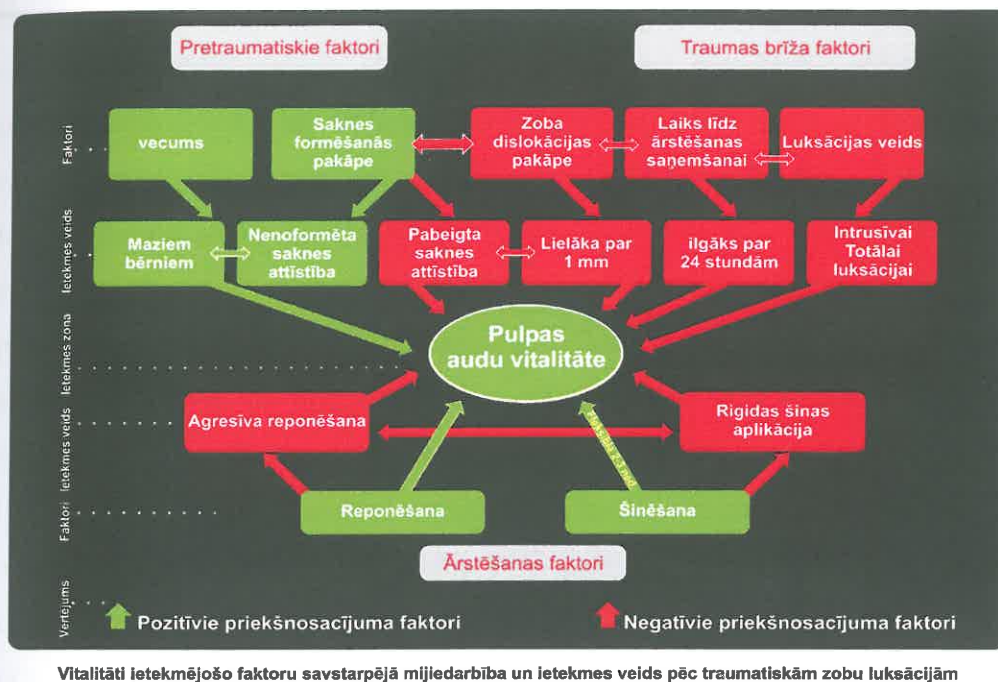 Pretraumatiskie faktori
Traumas brīža faktori
Faktori
vecums
Saknes
formēšanās
pakāpe
Zoba
dislokācijas
pakāpe
Laiks līdz
ārstēšanas
saņemšanai
Luksācijas veids
Ietekmes veids
Maziem
bērniem
Nenoformēta
saknes
attīstība
Pabeigta
saknes
attīstība
Lielāka par
1 mm
ilgāks par
24 stundām
Intrusīvai
Totālai
luksācijai
Ietekmes zona
Pulpas
audu vitalitāte
Ietekmes veids
Agresīva reponēšana
Rigidas šinas
aplikācija
Faktori
Reponēšana
Šinēšana
Ārstēšanas faktori
Vērtējums
Pozitīvie priekšnosacījuma faktori
Negatīvie priekšnosacījuma faktori
Vitalitāti ietekmējošo faktoru savstarpējā mijiedarbība un ietekmes veids pēc traumatiskām zobu luksācijām